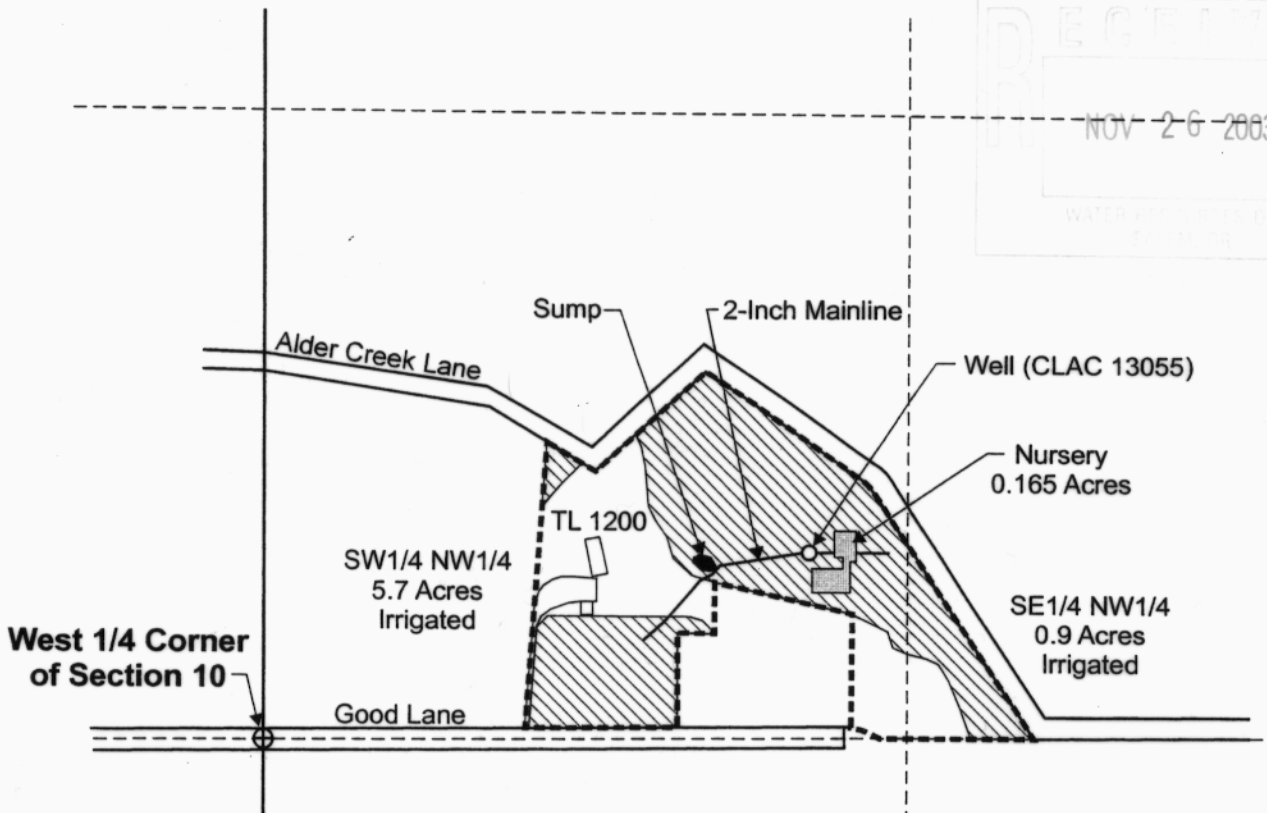 NOV 26 2003
Sump
2-Inch Mainline
Alder Creek Lane
Well (CLAC 13055)
Nursery
0.165 Acres
TL 1200
SW1/4 NW1/4
5.7 Acres
Irrigated
SE1/4 NW1/4
0.9 Acres
Irrigated
West 1/4 Corner
of Section 10
Good Lane